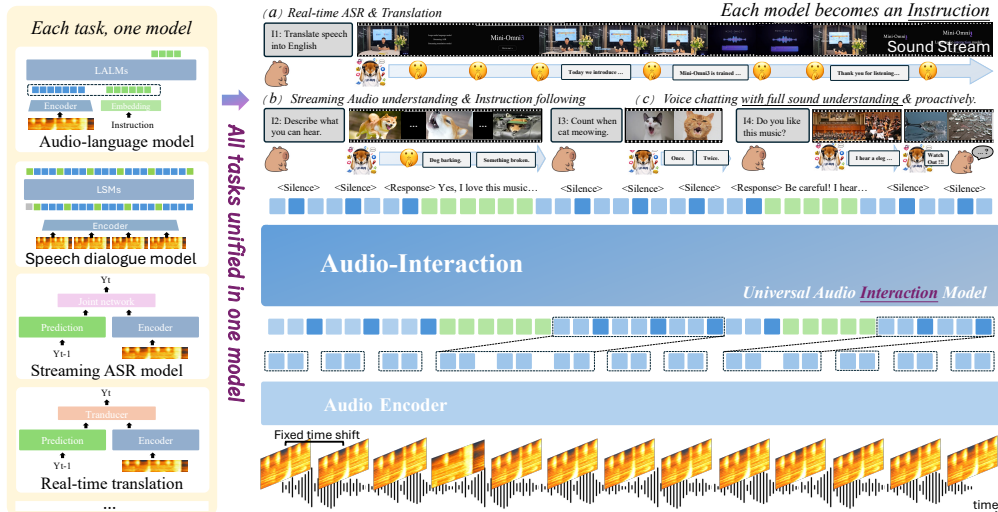 Each task, one model
LALMs
Encoder
Embedding
Instruction
Audio-language model
LSMs
Encoder
Speech dialogue model
Yt
Joint network
Prediction
Encoder
Yt-1
Streaming ASR model
Yt
Tranducer
Prediction
Encoder
Yt-1
Real-time translation
...
All tasks unified in one model
(a) Real-time ASR & Translation
Each model becomes an Instruction
I1: Translate speech
into English
Mini-Omni3
Mini-Omni
Mini-Omni
Sound Stream
Today we introduce …
Mini-Omni3 is trained …
Thank you for listening…
(b) Streaming Audio understanding & Instruction following
(c) Voice chatting with full sound understanding & proactively.
I2: Describe what
you can hear.
...
...
I3: Count when
cat meowing.
I4: Do you like
this music?
Dog barking.
Something broken.
Once.
Twice.
I hear a slog …
Watch
Out !!!
...?
<Silence> <Silence> <Response> Yes, I love this music… <Silence> <Silence> <Silence> <Response> Be careful! I hear… <Silence> <Silence>
Audio-Interaction
Universal Audio Interaction Model
Audio Encoder
Fixed time shift
time